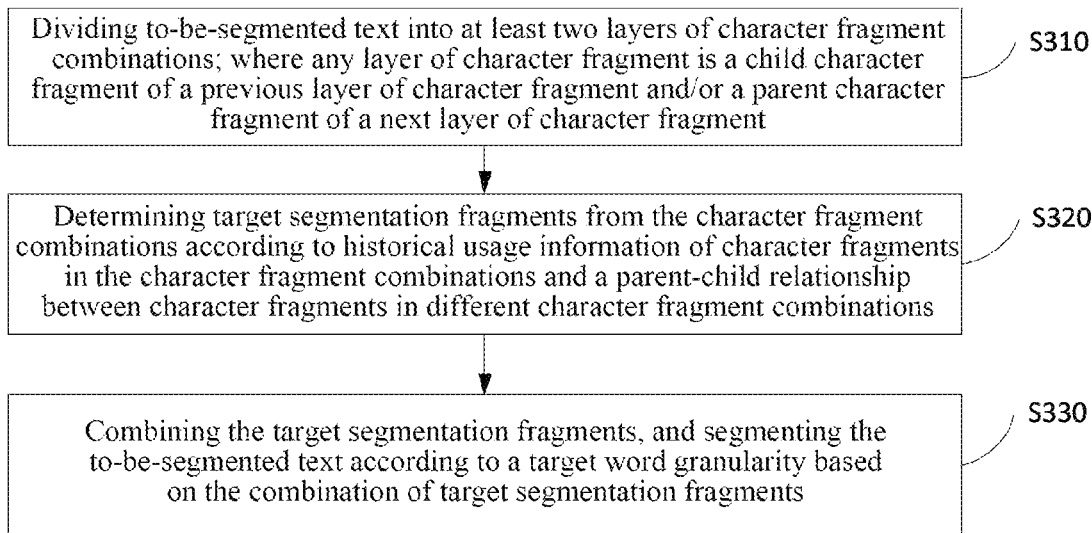 Dividing to-be-segmented text into at least two layers of character fragment
combinations; where any layer of character fragment is a child character
fragment of a previous layer of character fragment and/or a parent character
fragment of a next layer of character fragment
S310
Determining target segmentation fragments from the character fragment
combinations according to historical usage information of character fragments
in the character fragment combinations and a parent-child relationship
between character fragments in different character fragment combinations
S320
Combining the target segmentation fragments, and segmenting the
to-be-segmented text according to a target word granularity based
on the combination of target segmentation fragments
S330